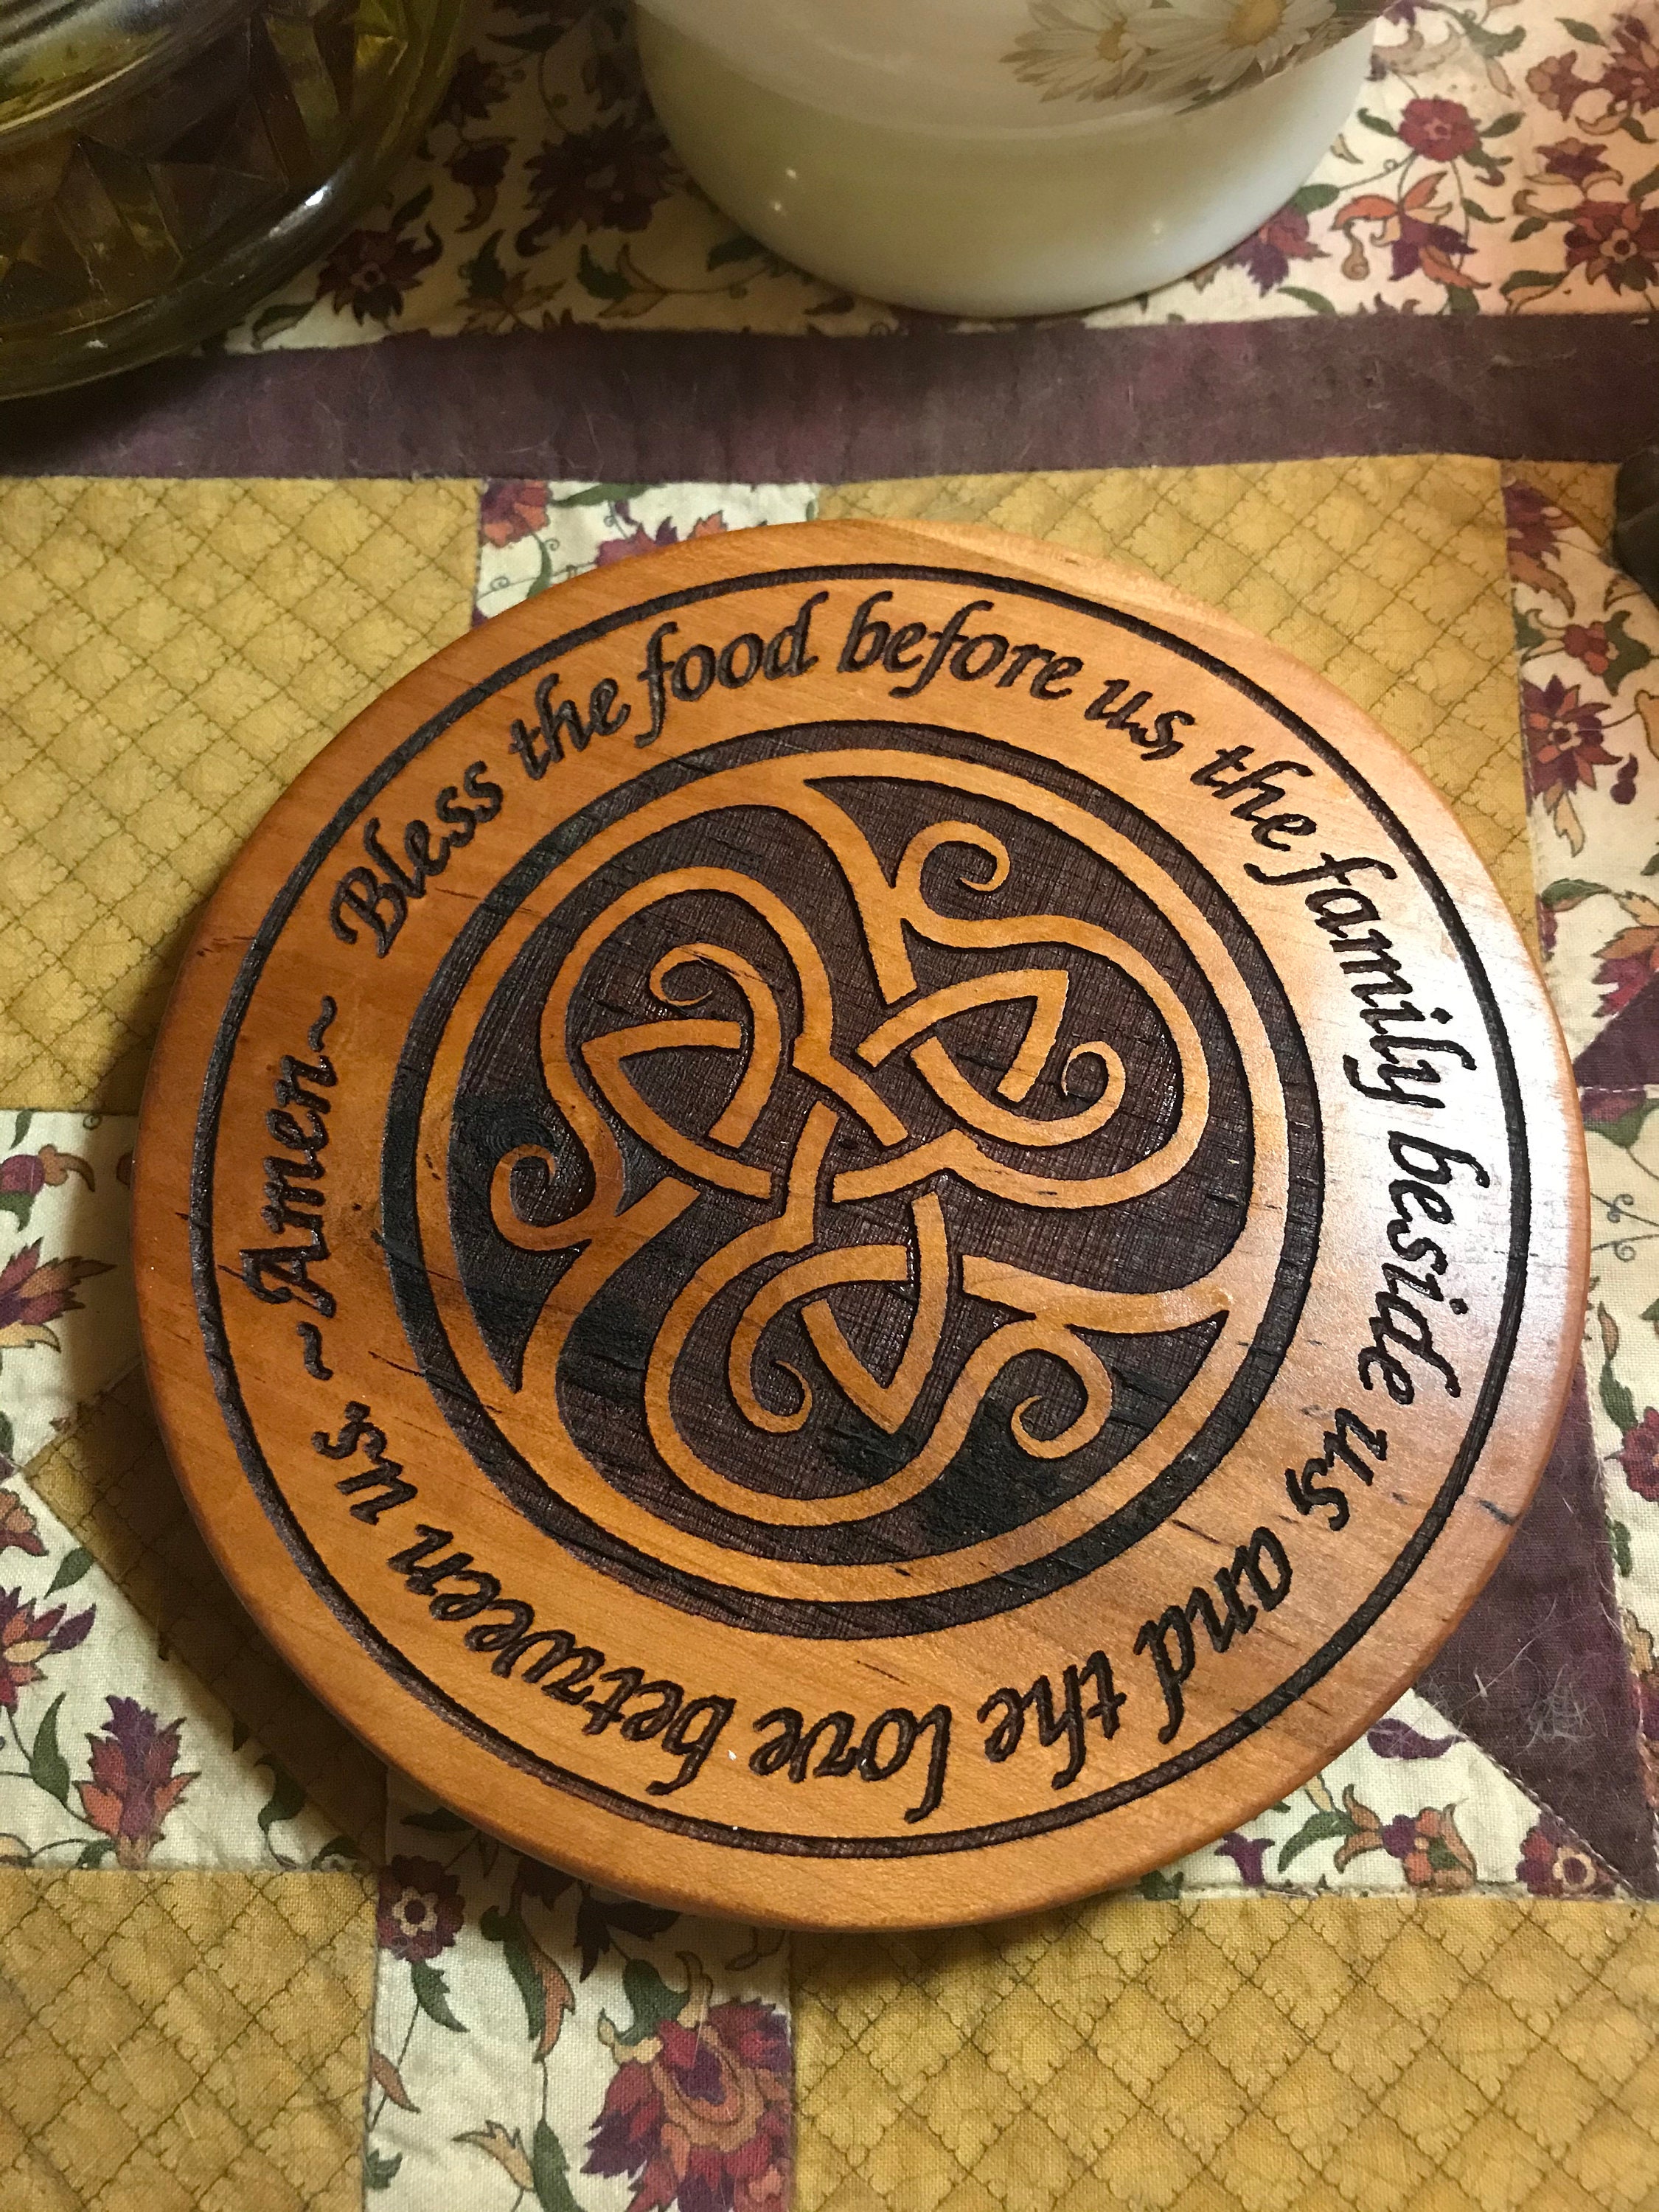 Bless the food before us, the family beside us and the love between us. ~Amen~